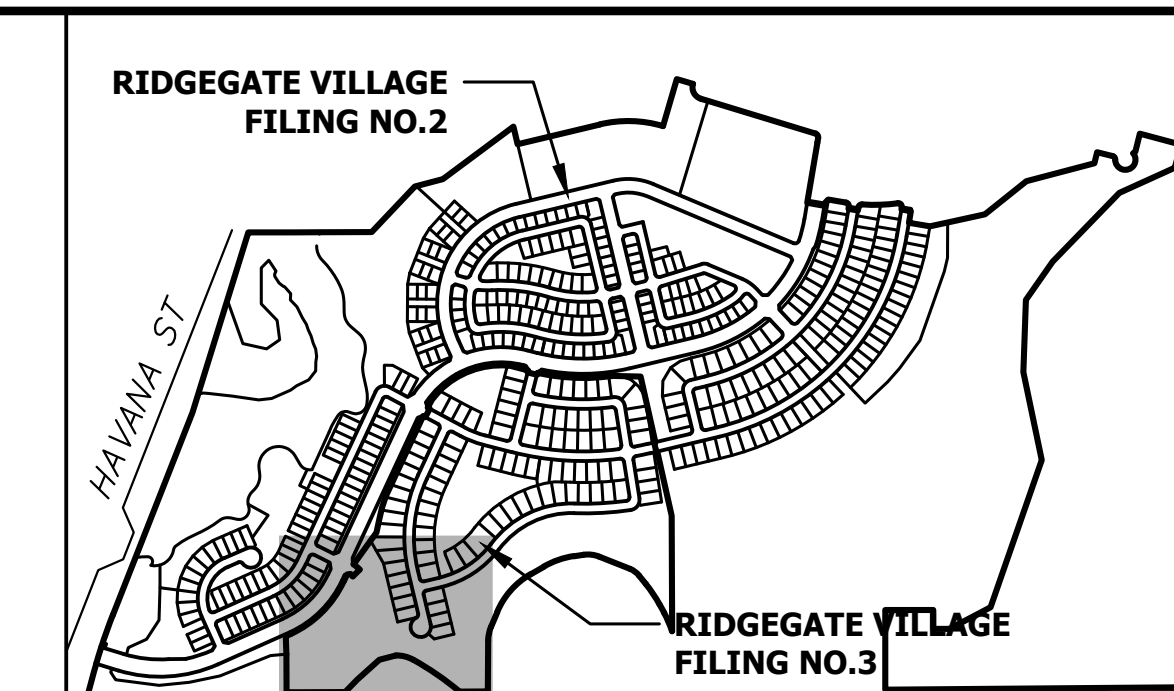 RIDGEGATE VILLAGE
FILING NO.2
HAVANA ST
RIDGEGATE VILLAGE
FILING NO.3